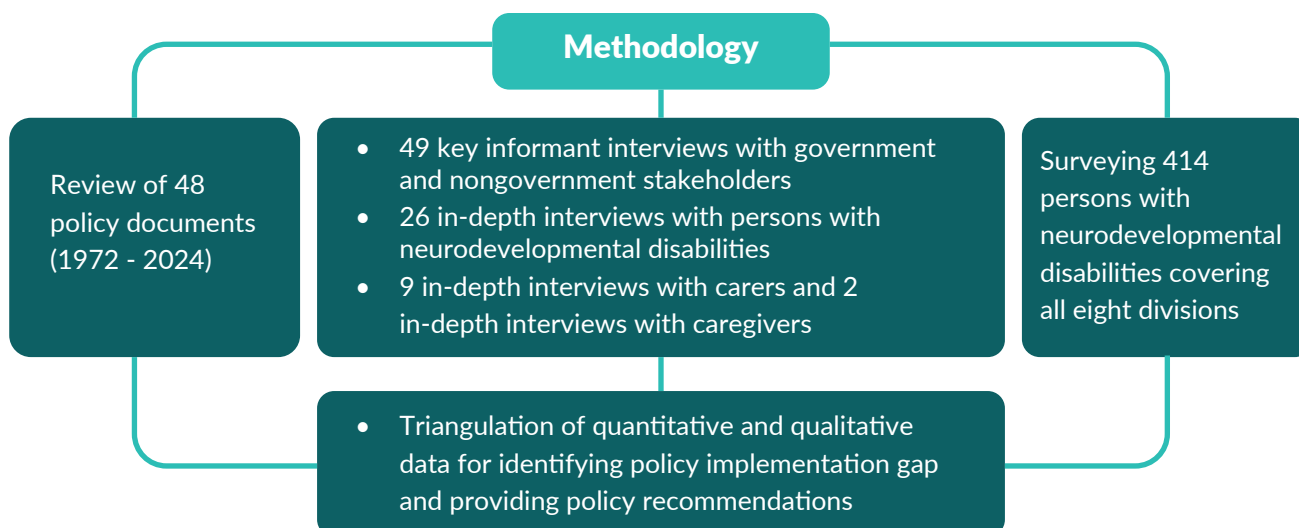 Methodology
Review of 48
policy documents
(1972 - 2024)
• 49 key informant interviews with government
and nongovernment stakeholders
• 26 in-depth interviews with persons with
neurodevelopmental disabilities
• 9 in-depth interviews with carers and 2
in-depth interviews with caregivers
Surveying 414
persons with
neurodevelopmental
disabilities covering
all eight divisions
• Triangulation of quantitative and qualitative
data for identifying policy implementation gap
and providing policy recommendations